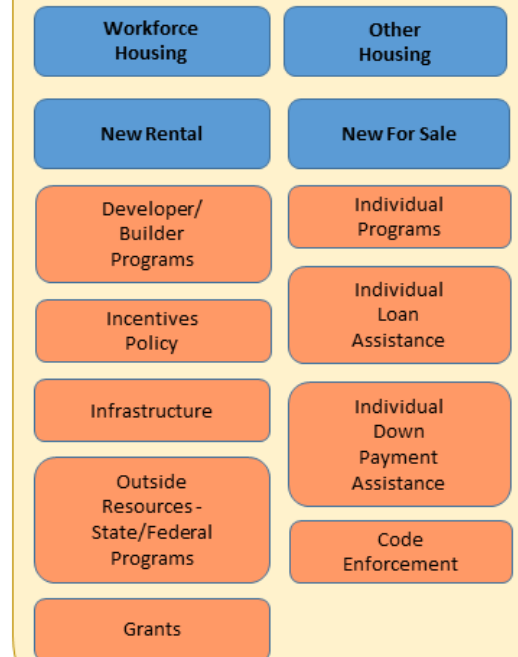 Workforce
Housing
Other
Housing
New Rental
New For Sale
Developer/
Builder
Programs
Incentives
Policy
Infrastructure
Outside
Resources -
State/Federal
Programs
Grants
Individual
Programs
Individual
Loan
Assistance
Individual
Down
Payment
Assistance
Code
Enforcement